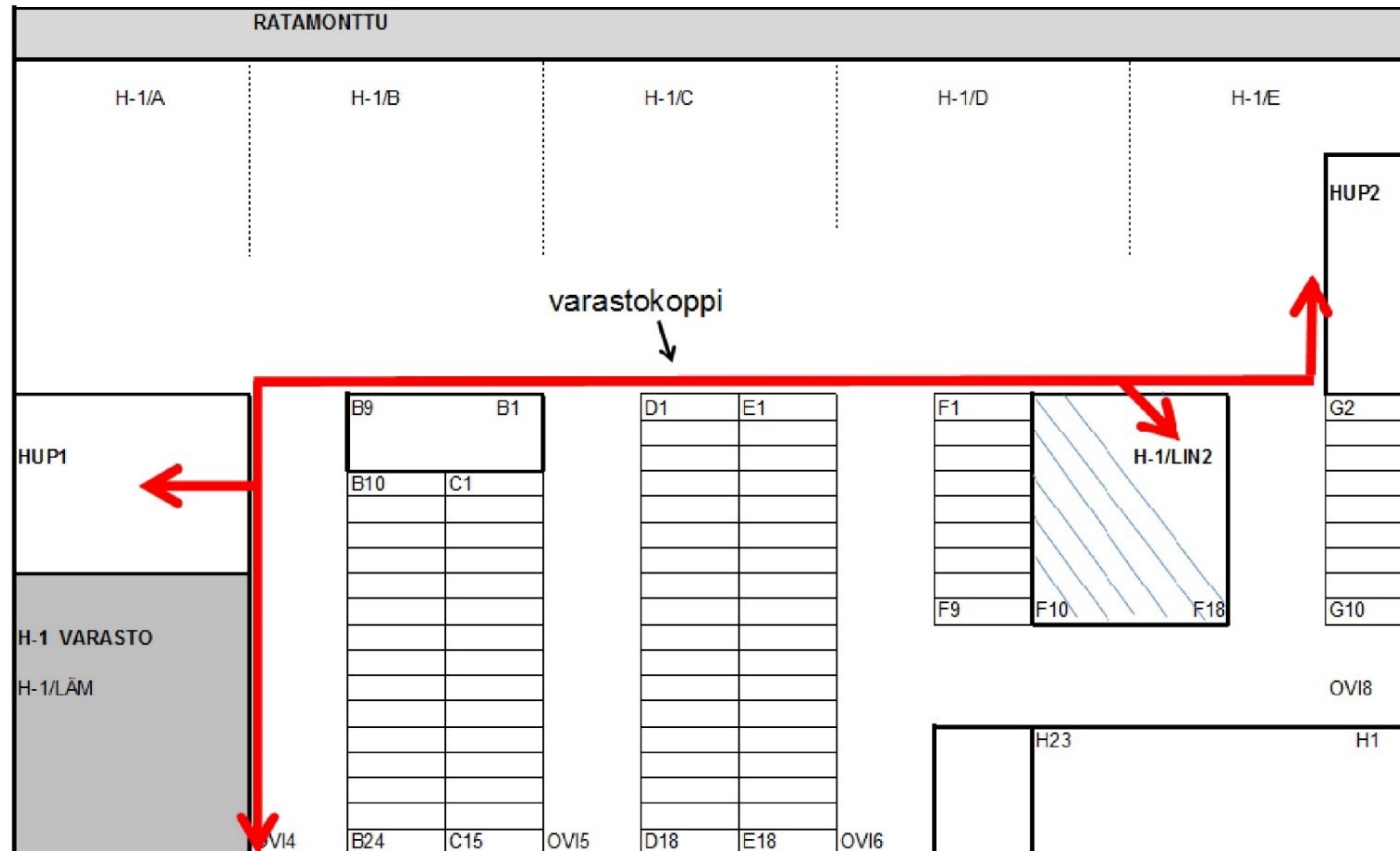 RATAMONTTU
H-1/A H-1/B H-1/C H-1/D H-1/E
HUP2
varastokoppi
B9 B1 D1 E1 F1 G2
HUP1 H-1/LIN2
B10 C1
F9 F10 F18 G10
H-1 VARASTO
H-1/LÄM OVI8
H23 H1
OVI4 B24 C15 OVI5 D18 E18 OVI6